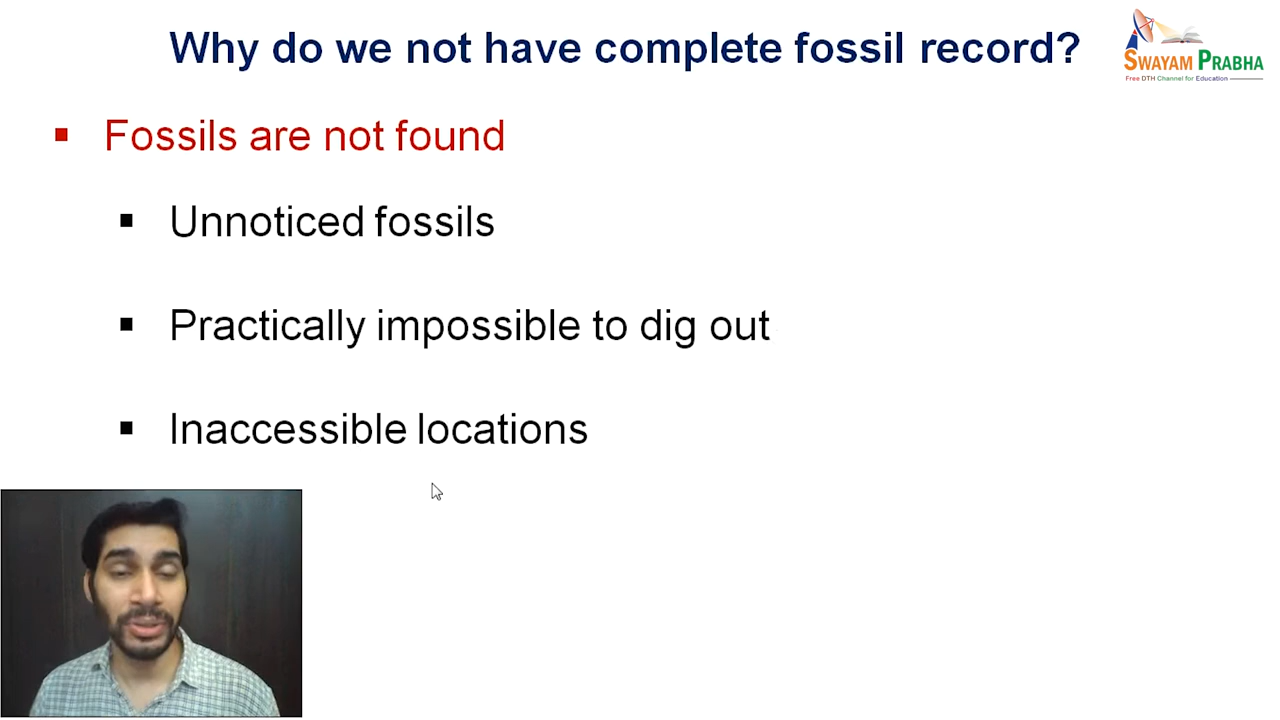 Why do we not have complete fossil record?
SWAYAM PRABHA
Free DTH Channel for Education
Fossils are not found
Unnoticed fossils
Practically impossible to dig out
Inaccessible locations